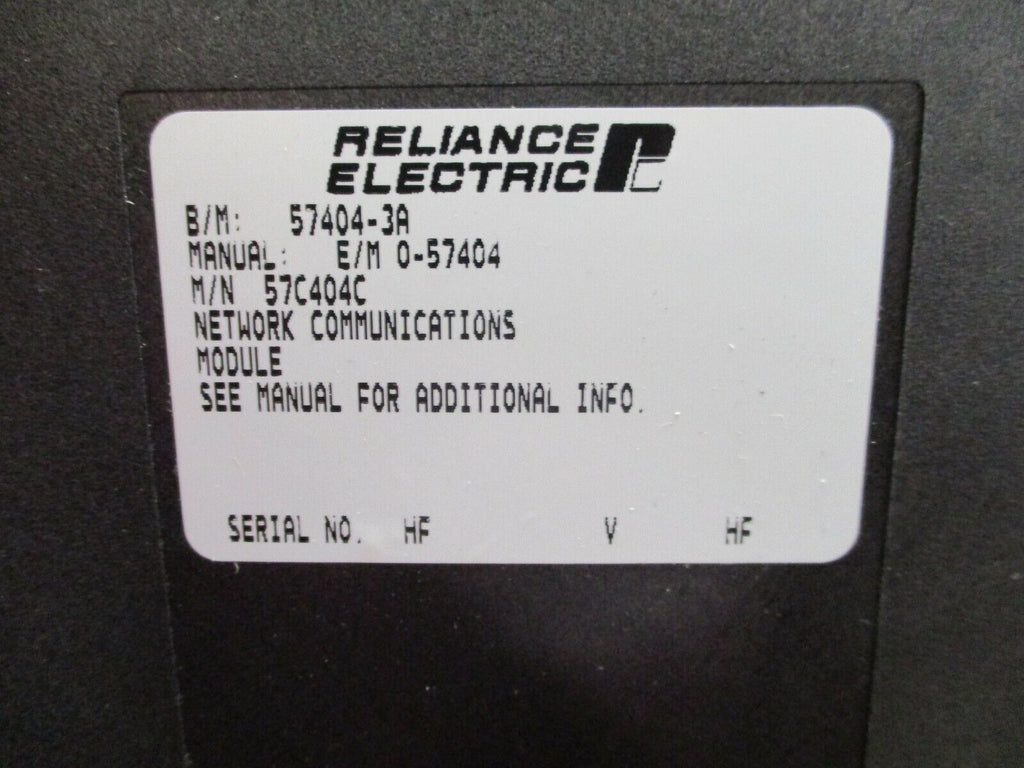 RELIANCE
ELECTRIC
B/M: 57404-3A
MANUAL: E/M 0-57404
M/N 57C404C
NETWORK COMMUNICATIONS
MODULE
SEE MANUAL FOR ADDITIONAL INFO.
SERIAL NO. HF V HF